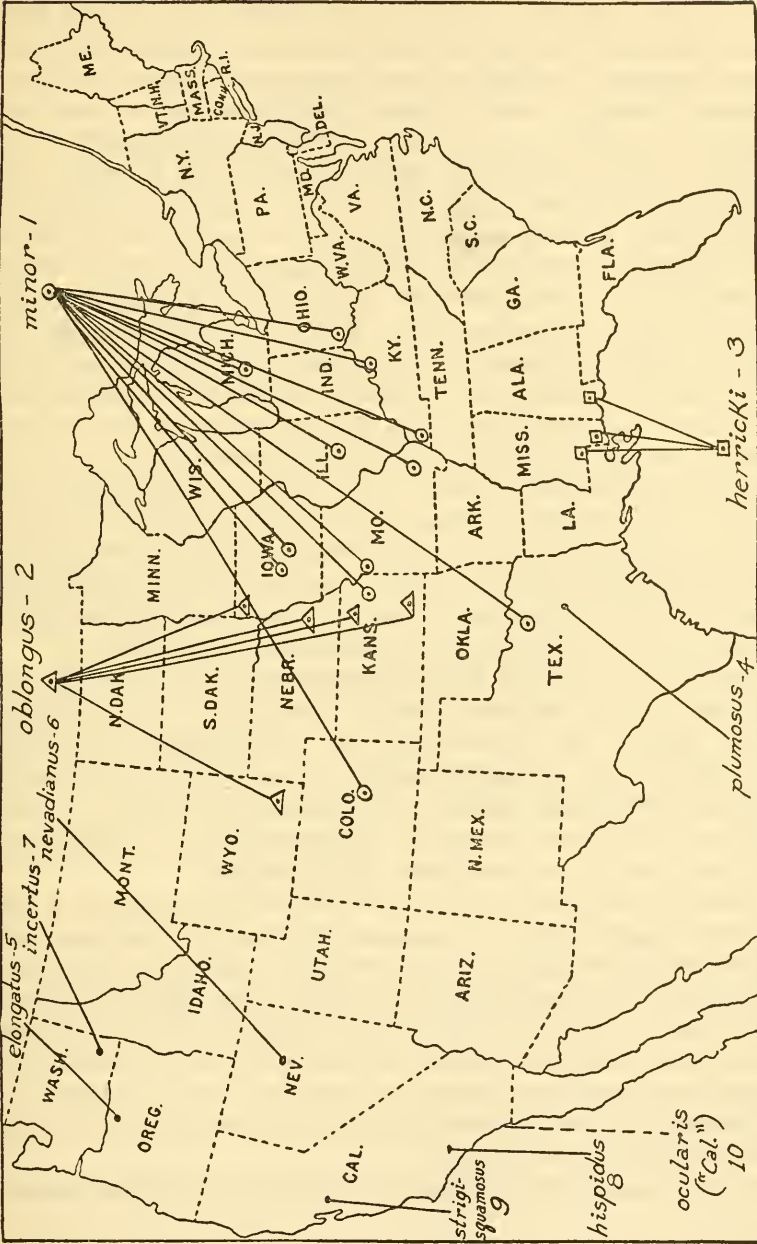 elongatus-5
incertus-7
nevadianus-6
oblongus-2
minor-1
WASH.
OREG.
CAL.
NEV.
IDAHO.
MONT.
WYO.
UTAH.
ARIZ.
COLO.
N.MEX.
N.DAK
S.DAK.
NEBR.
KANS.
OKLA.
TEX.
MINN.
IOWA.
MO.
ARK.
LA.
WIS.
ILL.
MICH.
IND.
OHIO.
KY.
TENN.
MISS.
ALA.
GA.
FLA.
S.C.
N.C.
VA.
W.VA.
MD.
DEL.
PA.
N.J.
N.Y.
CONN.
R.I.
MASS.
VT.
N.H.
ME.
strigi-
squamosus
9
hispidus
8
ocularis
("Cal.")
10
plumosus-4
herricki-3